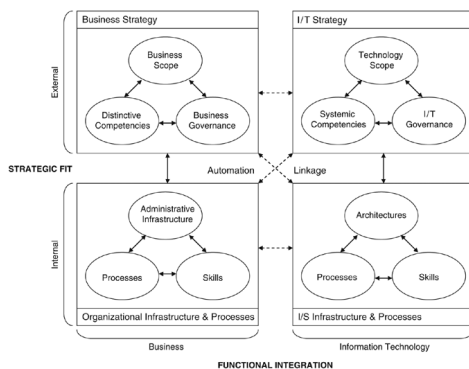 Business Strategy
I/T Strategy
External
Business
Scope
Technology
Scope
Distinctive
Competencies
Business
Governance
Systemic
Competencies
I/T
Governance
STRATEGIC FIT
Automation
Linkage
Internal
Administrative
Infrastructure
Architectures
Processes
Skills
Processes
Skills
Organizational Infrastructure & Processes
I/S Infrastructure & Processes
Business
Information Technology
FUNCTIONAL INTEGRATION